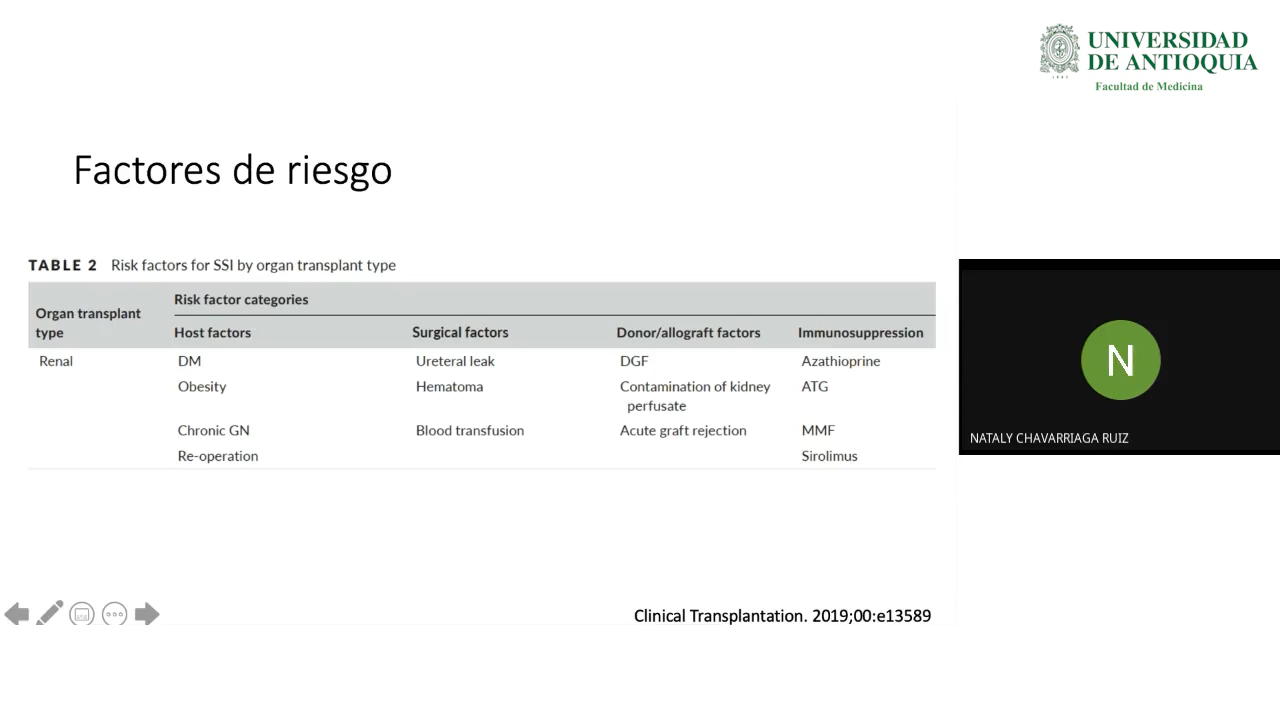 UNIVERSIDAD
DE ANTIOQUIA
1803
Facultad de Medicina
Factores de riesgo
TABLE 2 Risk factors for SSI by organ transplant type
Organ transplant type
Risk factor categories
Host factors Surgical factors Donor/allograft factors Immunosuppression
Renal DM Ureteral leak DGF Azathioprine
Obesity Hematoma Contamination of kidney perfusate ATG
Chronic GN Blood transfusion Acute graft rejection MMF
Re-operation Sirolimus
N
NATALY CHAVARRIAGA RUIZ
Clinical Transplantation. 2019;00:e13589